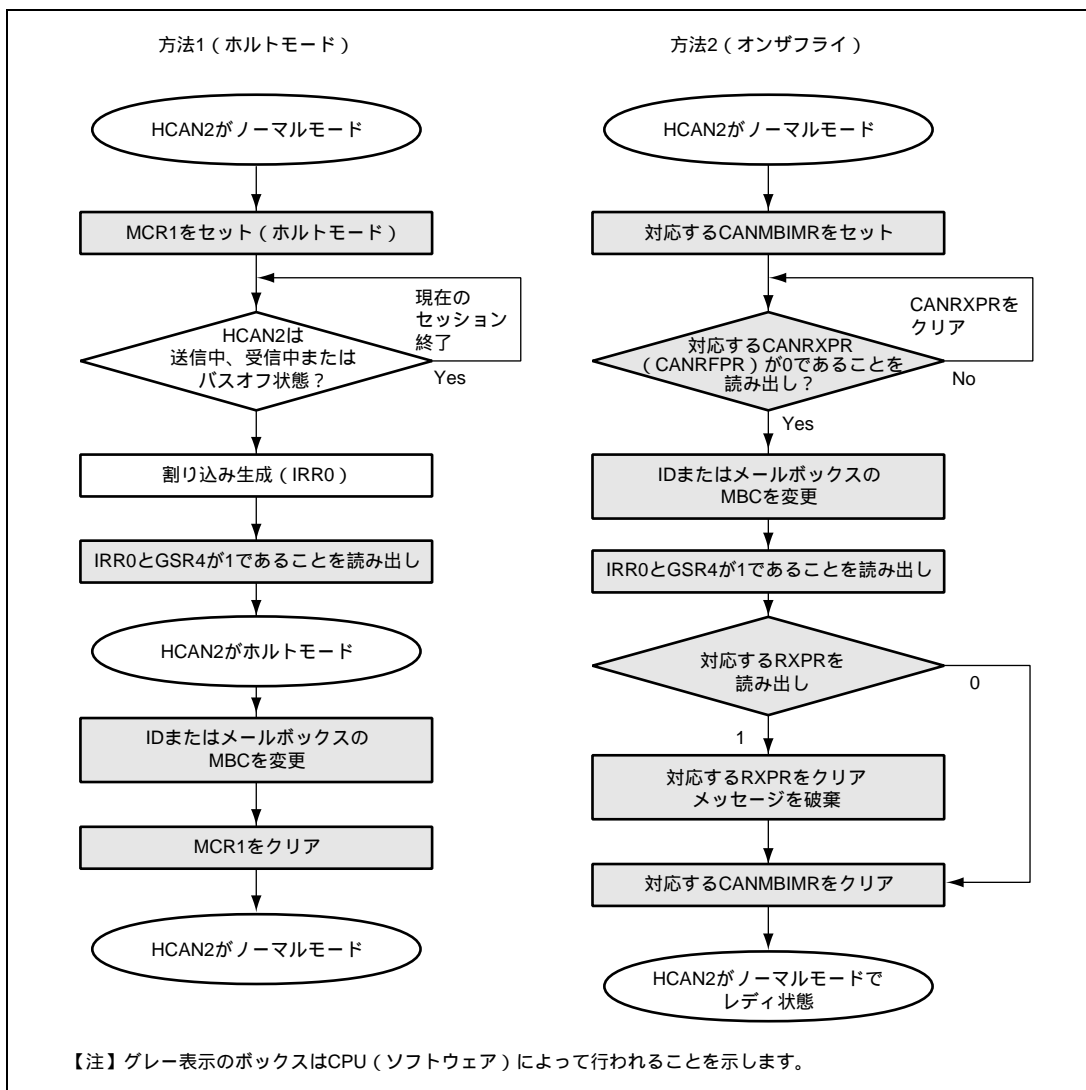 方法1（ホルトモード）
HCAN2がノーマルモード
MCR1をセット（ホルトモード）
現在の
セッション
終了
HCAN2は
送信中、受信中または
バスオフ状態？
Yes
割り込み生成（IRR0）
IRR0とGSR4が1であることを読み出し
HCAN2がホルトモード
IDまたはメールボックスの
MBCを変更
MCR1をクリア
HCAN2がノーマルモード
方法2（オンザフライ）
HCAN2がノーマルモード
対応するCANMBIMRをセット
CANRXPRを
クリア
対応するCANRXPR
（CANRFPR）が0であることを
読み出し？
No
Yes
IDまたはメールボックスの
MBCを変更
IRR0とGSR4が1であることを読み出し
対応するRXPRを
読み出し
0
1
対応するRXPRをクリア
メッセージを破棄
対応するCANMBIMRをクリア
HCAN2がノーマルモードで
レディ状態
【注】グレー表示のボックスはCPU（ソフトウェア）によって行われることを示します。